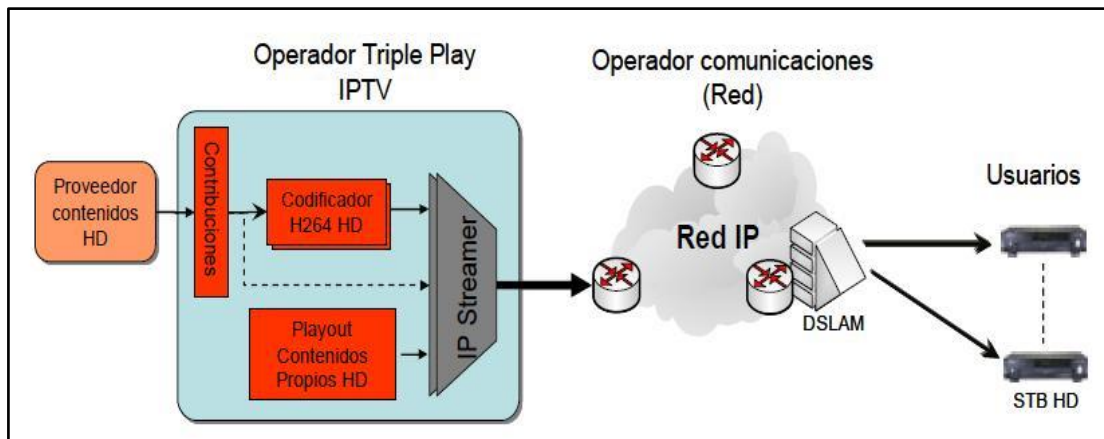 Operador Triple Play
IPTV
Operador comunicaciones
(Red)
Usuarios
Proveedor
contenidos
HD
Contribuciones
Codificador
H264 HD
Playout
Contenidos
Propios HD
IP Streamer
Red IP
DSLAM
STB HD